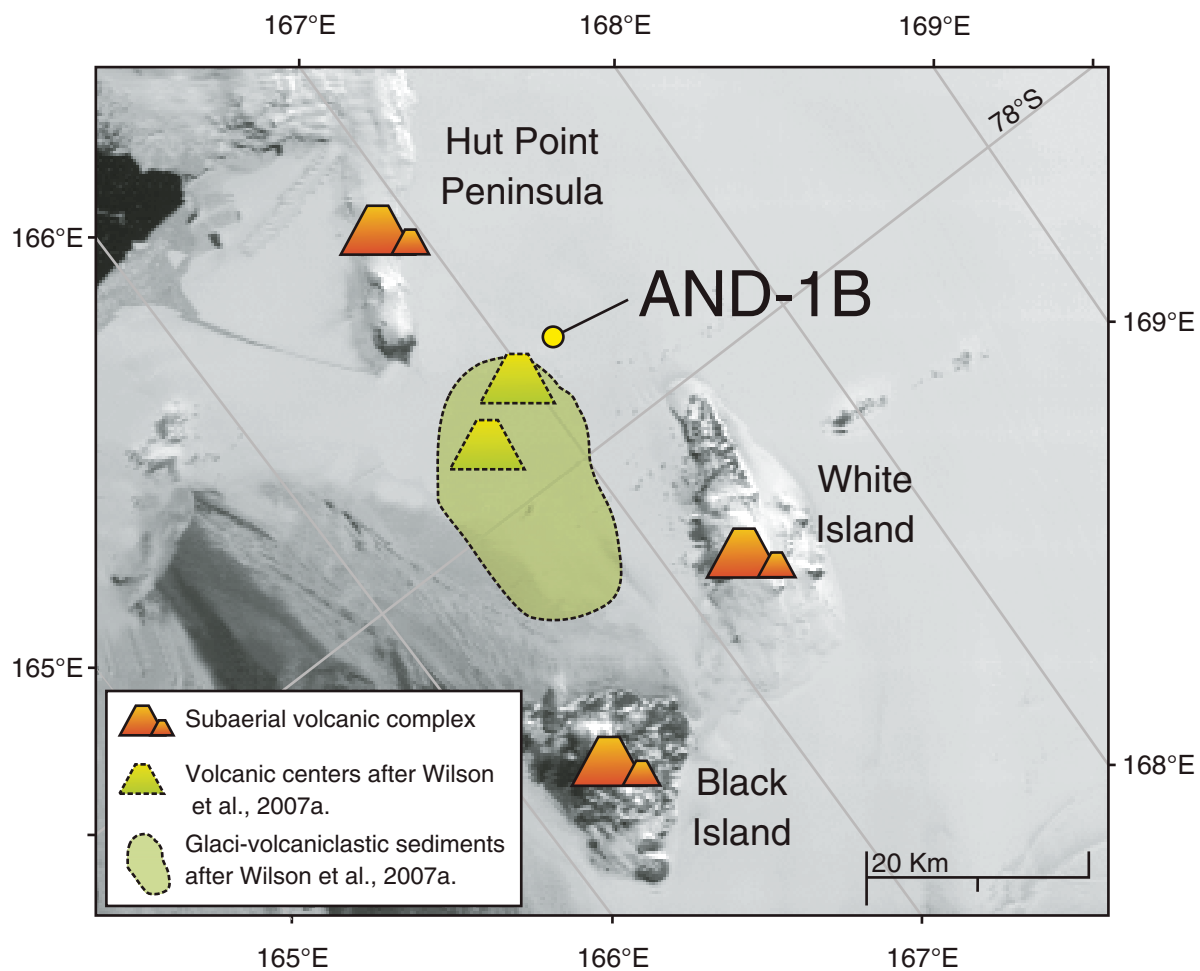 167°E
168°E
169°E
78°S
Hut Point
Peninsula
166°E
AND-1B
169°E
White
Island
165°E
Subaerial volcanic complex
Volcanic centers after Wilson
et al., 2007a.
Glaci-volcaniclastic sediments
after Wilson et al., 2007a.
Black
Island
168°E
20 Km
165°E
166°E
167°E